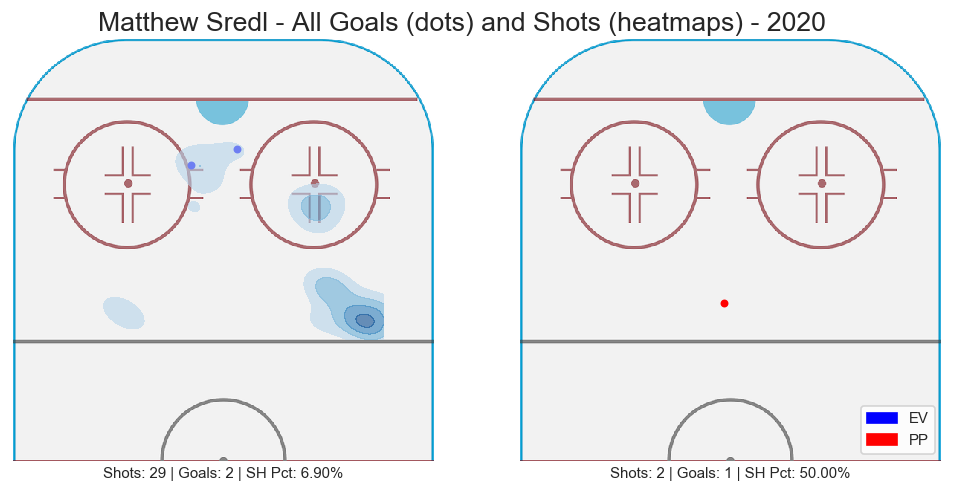 Matthew Sredl - All Goals (dots) and Shots (heatmaps) - 2020
EV
PP
Shots: 29 | Goals: 2 | SH Pct: 6.90%
Shots: 2 | Goals: 1 | SH Pct: 50.00%